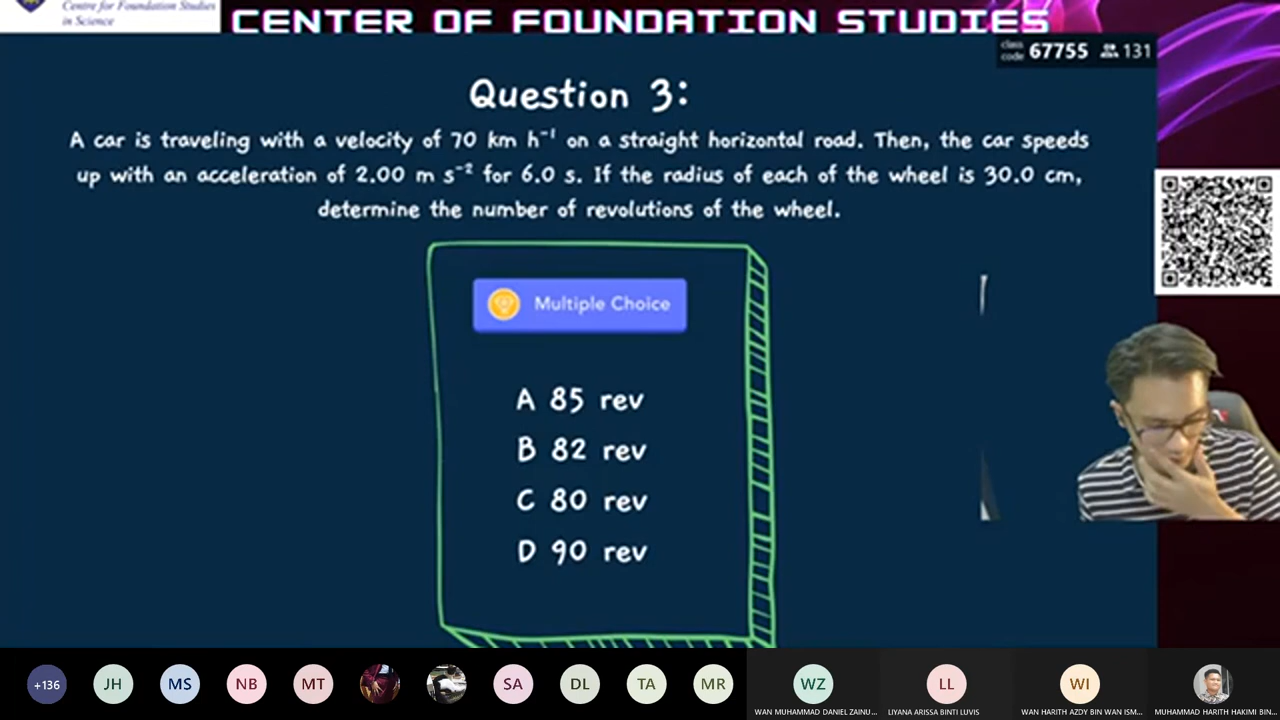 Centre for Foundation Studies
in Science
CENTER OF FOUNDATION STUDIES
class code 67755 131
Question 3:
A car is traveling with a velocity of 70 km h⁻¹ on a straight horizontal road. Then, the car speeds
up with an acceleration of 2.00 m s⁻² for 6.0 s. If the radius of each of the wheel is 30.0 cm,
determine the number of revolutions of the wheel.
Multiple Choice
A 85 rev
B 82 rev
C 80 rev
D 90 rev
+136 JH MS NB MT SA DL TA MR WZ LL WI
WAN MUHAMMAD DANIEL ZAINU... LIYANA ARISSA BINTI LUVIS WAN HARITH AZDY BIN WAN ISM... MUHAMMAD HARITH HAKIMI BIN...